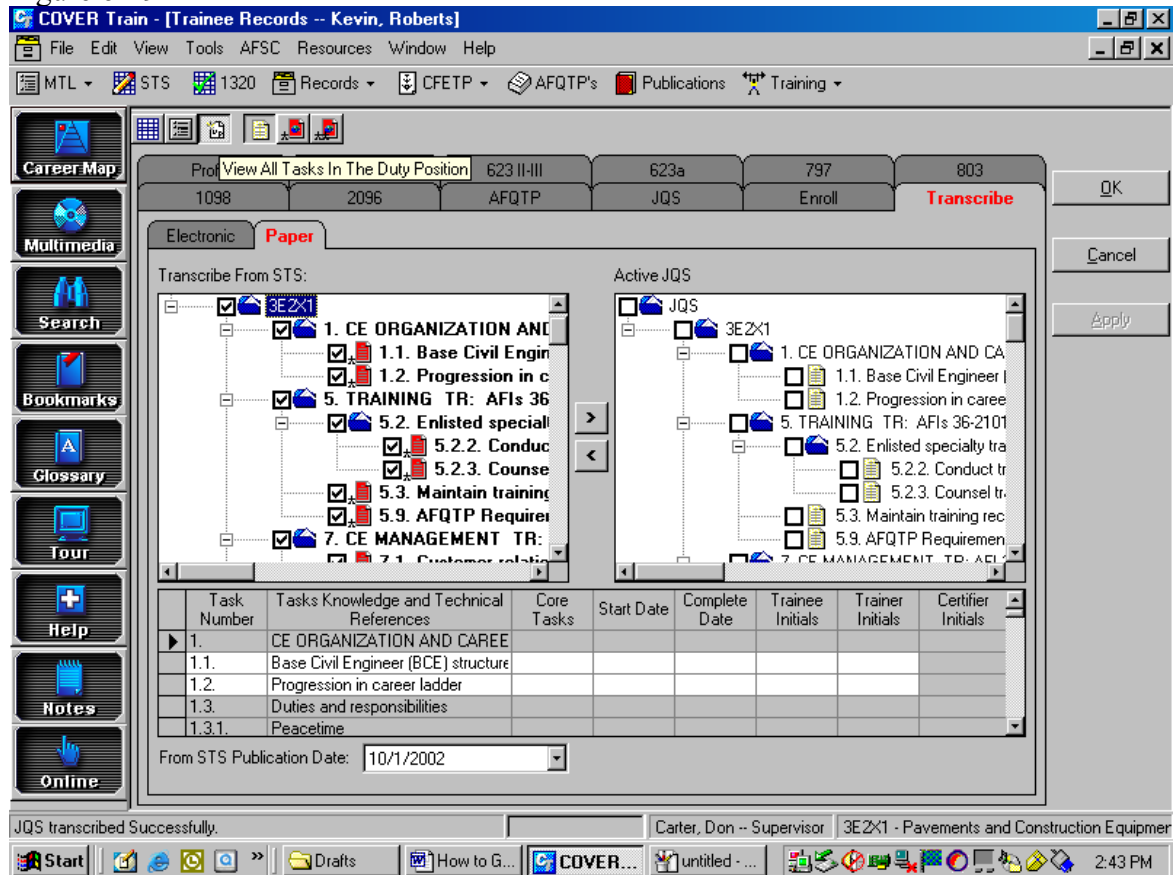 COVER Train - [Trainee Records -- Kevin, Roberts]
File Edit View Tools AFSC Resources Window Help
MTL STS 1320 Records CFETP AFQTP's Publications Training
Career Map
Multimedia
Search
Bookmarks
Glossary
Tour
Help
Notes
Online
View All Tasks In The Duty Position 623 II-III 623a 797 803
1098 2096 AFQTP JQS Enroll Transcribe
Electronic Paper
OK
Cancel
Apply
Transcribe From STS:
3E2X1
1. CE ORGANIZATION AND
1.1. Base Civil Engin
1.2. Progression in c
5. TRAINING TR: AFIs 36
5.2. Enlisted special
5.2.2. Conduc
5.2.3. Counse
5.3. Maintain training
5.9. AFQTP Requirer
7. CE MANAGEMENT TR:
7.1. Customer relatio
>
<
Active JQS
JQS
3E2X1
1. CE ORGANIZATION AND CA
1.1. Base Civil Engineer
1.2. Progression in caree
5. TRAINING TR: AFIs 36-2101
5.2. Enlisted specialty tra
5.2.2. Conduct tr
5.2.3. Counsel tr
5.3. Maintain training rec
5.9. AFQTP Requiremen
7. CE MANAGEMENT TR: AFI
Task Number Tasks Knowledge and Technical References Core Tasks Start Date Complete Date Trainee Initials Trainer Initials Certifier Initials
1. CE ORGANIZATION AND CAREE
1.1. Base Civil Engineer (BCE) structure
1.2. Progression in career ladder
1.3. Duties and responsibilities
1.3.1. Peacetime
From STS Publication Date: 10/1/2002
JQS transcribed Successfully. Carter, Don -- Supervisor 3E2X1 - Pavements and Construction Equipmer
Start » Drafts How to G... COVER... untitled - ... 2:43 PM